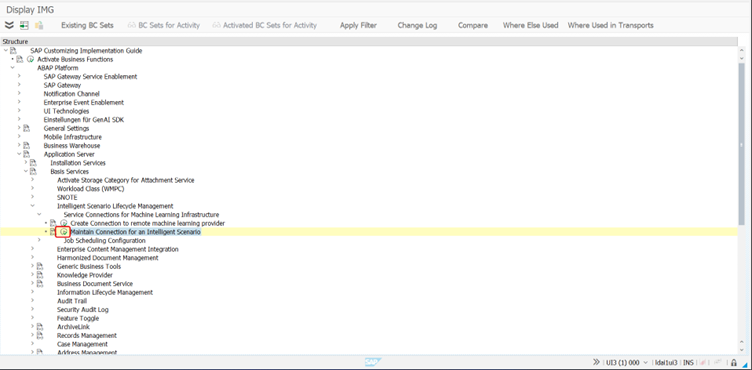 Display IMG
Existing BC Sets BC Sets for Activity Activated BC Sets for Activity Apply Filter Change Log Compare Where Else Used Where Used in Transports
Structure
SAP Customizing Implementation Guide
Activate Business Functions
ABAP Platform
SAP Gateway Service Enablement
SAP Gateway
Notification Channel
Enterprise Event Enablement
UI Technologies
Einstellungen für GenAI SDK
General Settings
Mobile Infrastructure
Business Warehouse
Application Server
Installation Services
Basis Services
Activate Storage Category for Attachment Service
Workload Class (WMPC)
SNOTE
Intelligent Scenario Lifecycle Management
Service Connections for Machine Learning Infrastructure
Create Connection to remote machine learning provider
Maintain Connection for an Intelligent Scenario
Job Scheduling Configuration
Enterprise Content Management Integration
Harmonized Document Management
Generic Business Tools
Knowledge Provider
Business Document Service
Information Lifecycle Management
Audit Trail
Security Audit Log
Feature Toggle
ArchiveLink
Records Management
Case Management
Address Management
SAP
UI3 (1) 000 ldai1ui3 INS